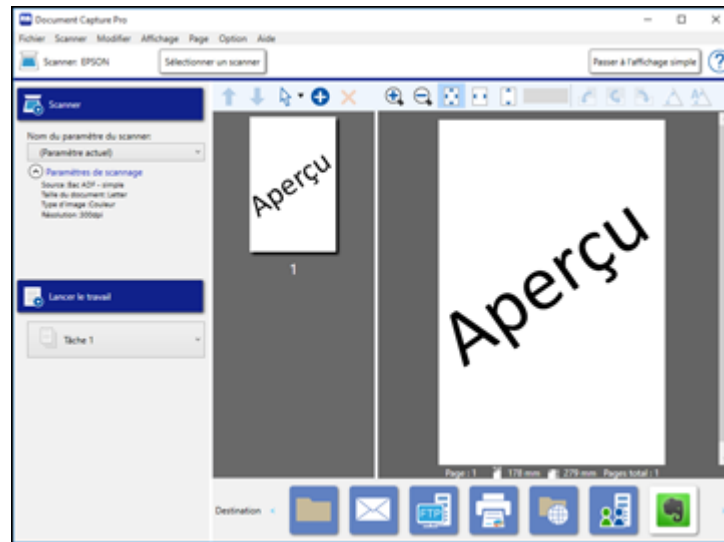 Document Capture Pro
Fichier Scanner Modifier Affichage Page Option Aide
Scanner: EPSON
Sélectionner un scanner
Passer à l'affichage simple
?
Scanner
Nom du paramètre du scanner:
(Paramètre actuel)
Paramètres de scannage
Source :Bac ADF - simple
Taille du document :Letter
Type d'image :Couleur
Résolution :300dpi
Lancer le travail
Tâche 1
Aperçu
1
Aperçu
Page : 1 178 mm 279 mm Pages total : 1
Destination
FTP